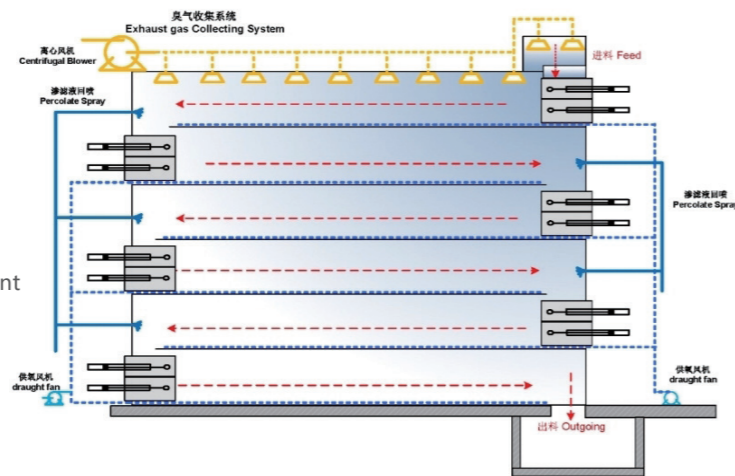 臭气收集系统
Exhaust gas Collecting System
离心风机
Centrifugal Blower
进料 Feed
渗滤液回喷
Percolate Spray
渗滤液回喷
Percolate Spray
nt
供氧风机
draught fan
供氧风机
draught fan
出料 Outgoing